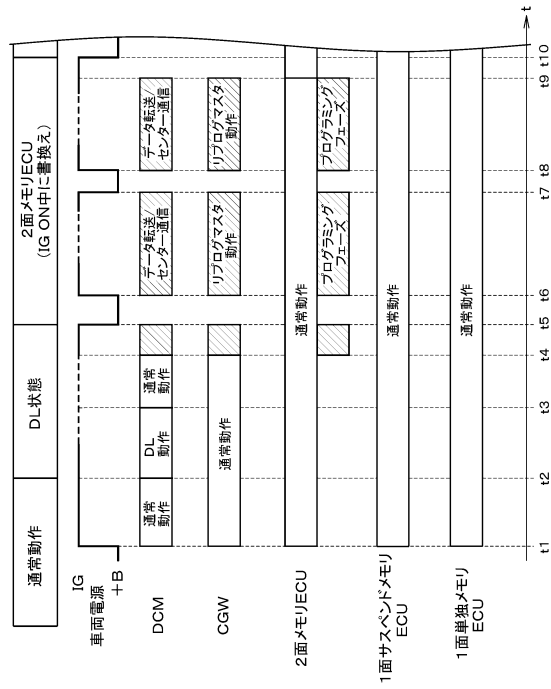 通常動作
DL状態
2面メモリECU
(IG ON中に書換え)
IG
車両電源
+B
DCM
通常
動作
DL
動作
通常
動作
データ転送/
センター通信
データ転送/
センター通信
CGW
通常動作
リプログマスタ
動作
リプログマスタ
動作
2面メモリECU
通常動作
プログラミング
フェーズ
プログラミング
フェーズ
1面サスペンドメモリ
ECU
通常動作
1面単独メモリ
ECU
通常動作
t1
t2
t3
t4
t5
t6
t7
t8
t9
t10
t